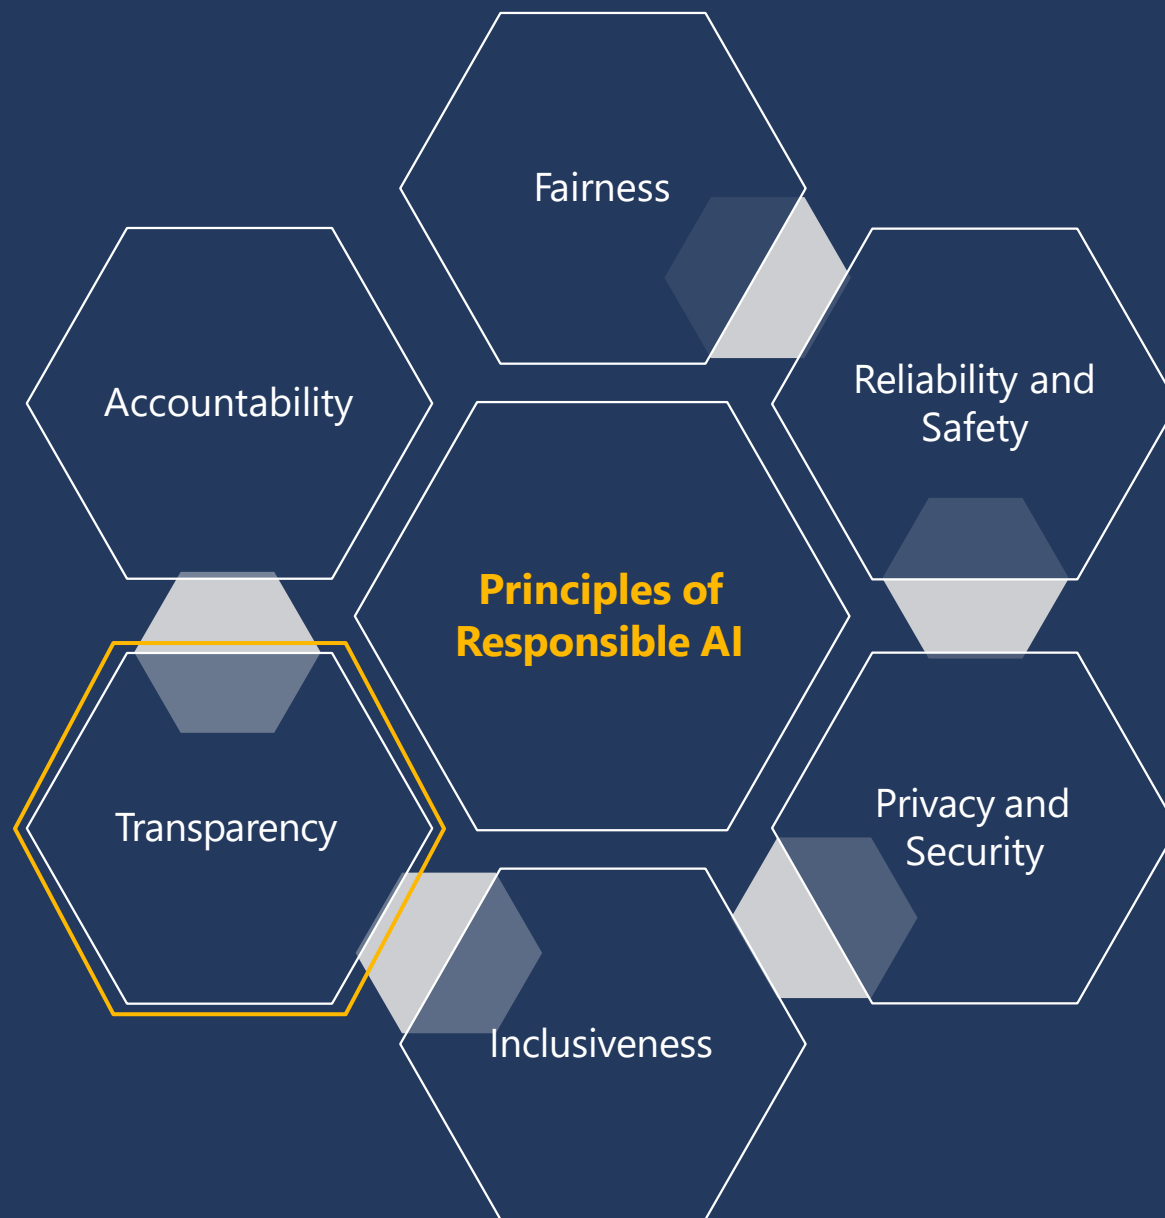 Fairness
Reliability and
Safety
Accountability
Principles of
Responsible AI
Privacy and
Security
Transparency
Inclusiveness